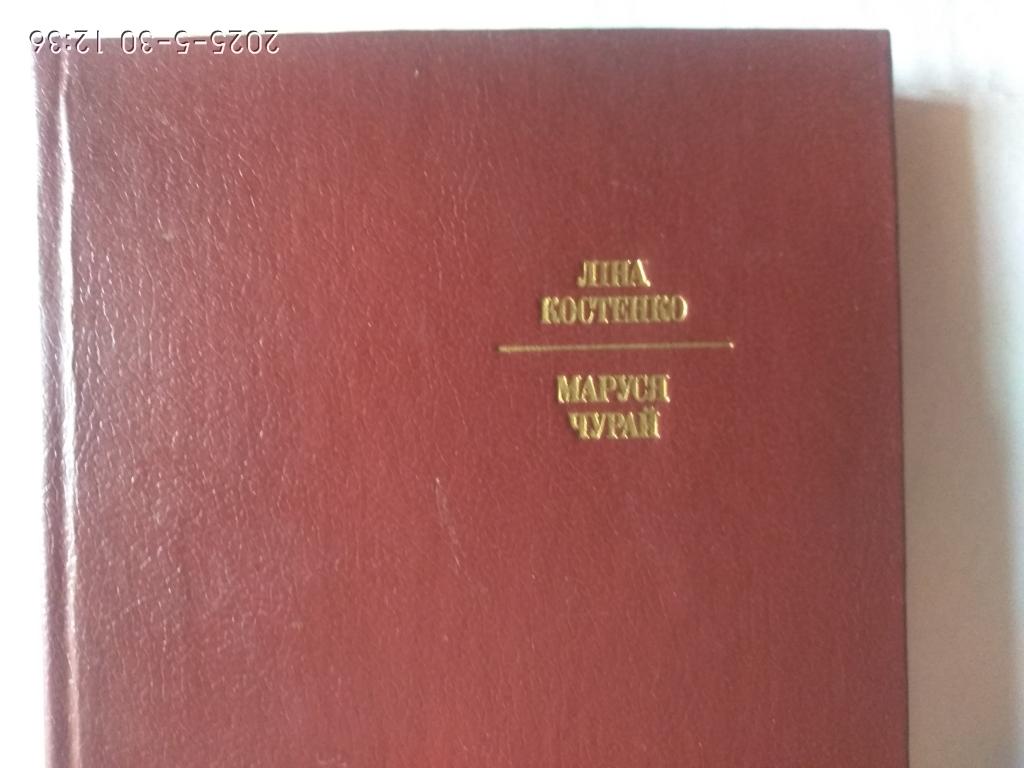 2025-5-30 12:36
ЛІНА
КОСТЕНКО
МАРУСЯ
ЧУРАЙ